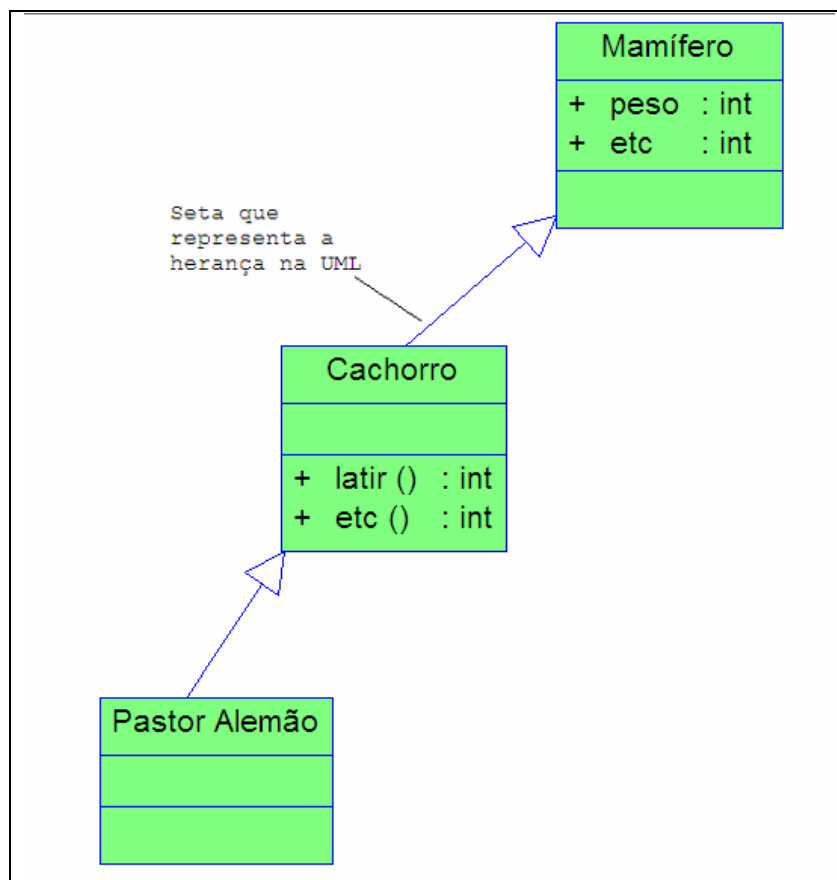 Mamífero
+ peso : int
+ etc : int
Seta que
representa a
herança na UML
Cachorro
+ latir () : int
+ etc () : int
Pastor Alemão